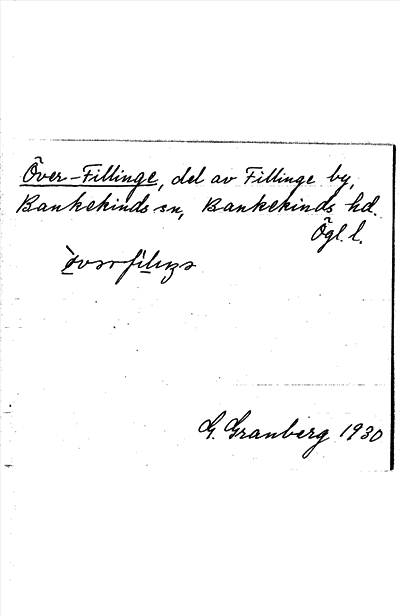 Över-Fillinge, del av Fillinge by,
Bankekinds sn, Bankekinds hd.
Ögl. l.
G. Granberg 1930